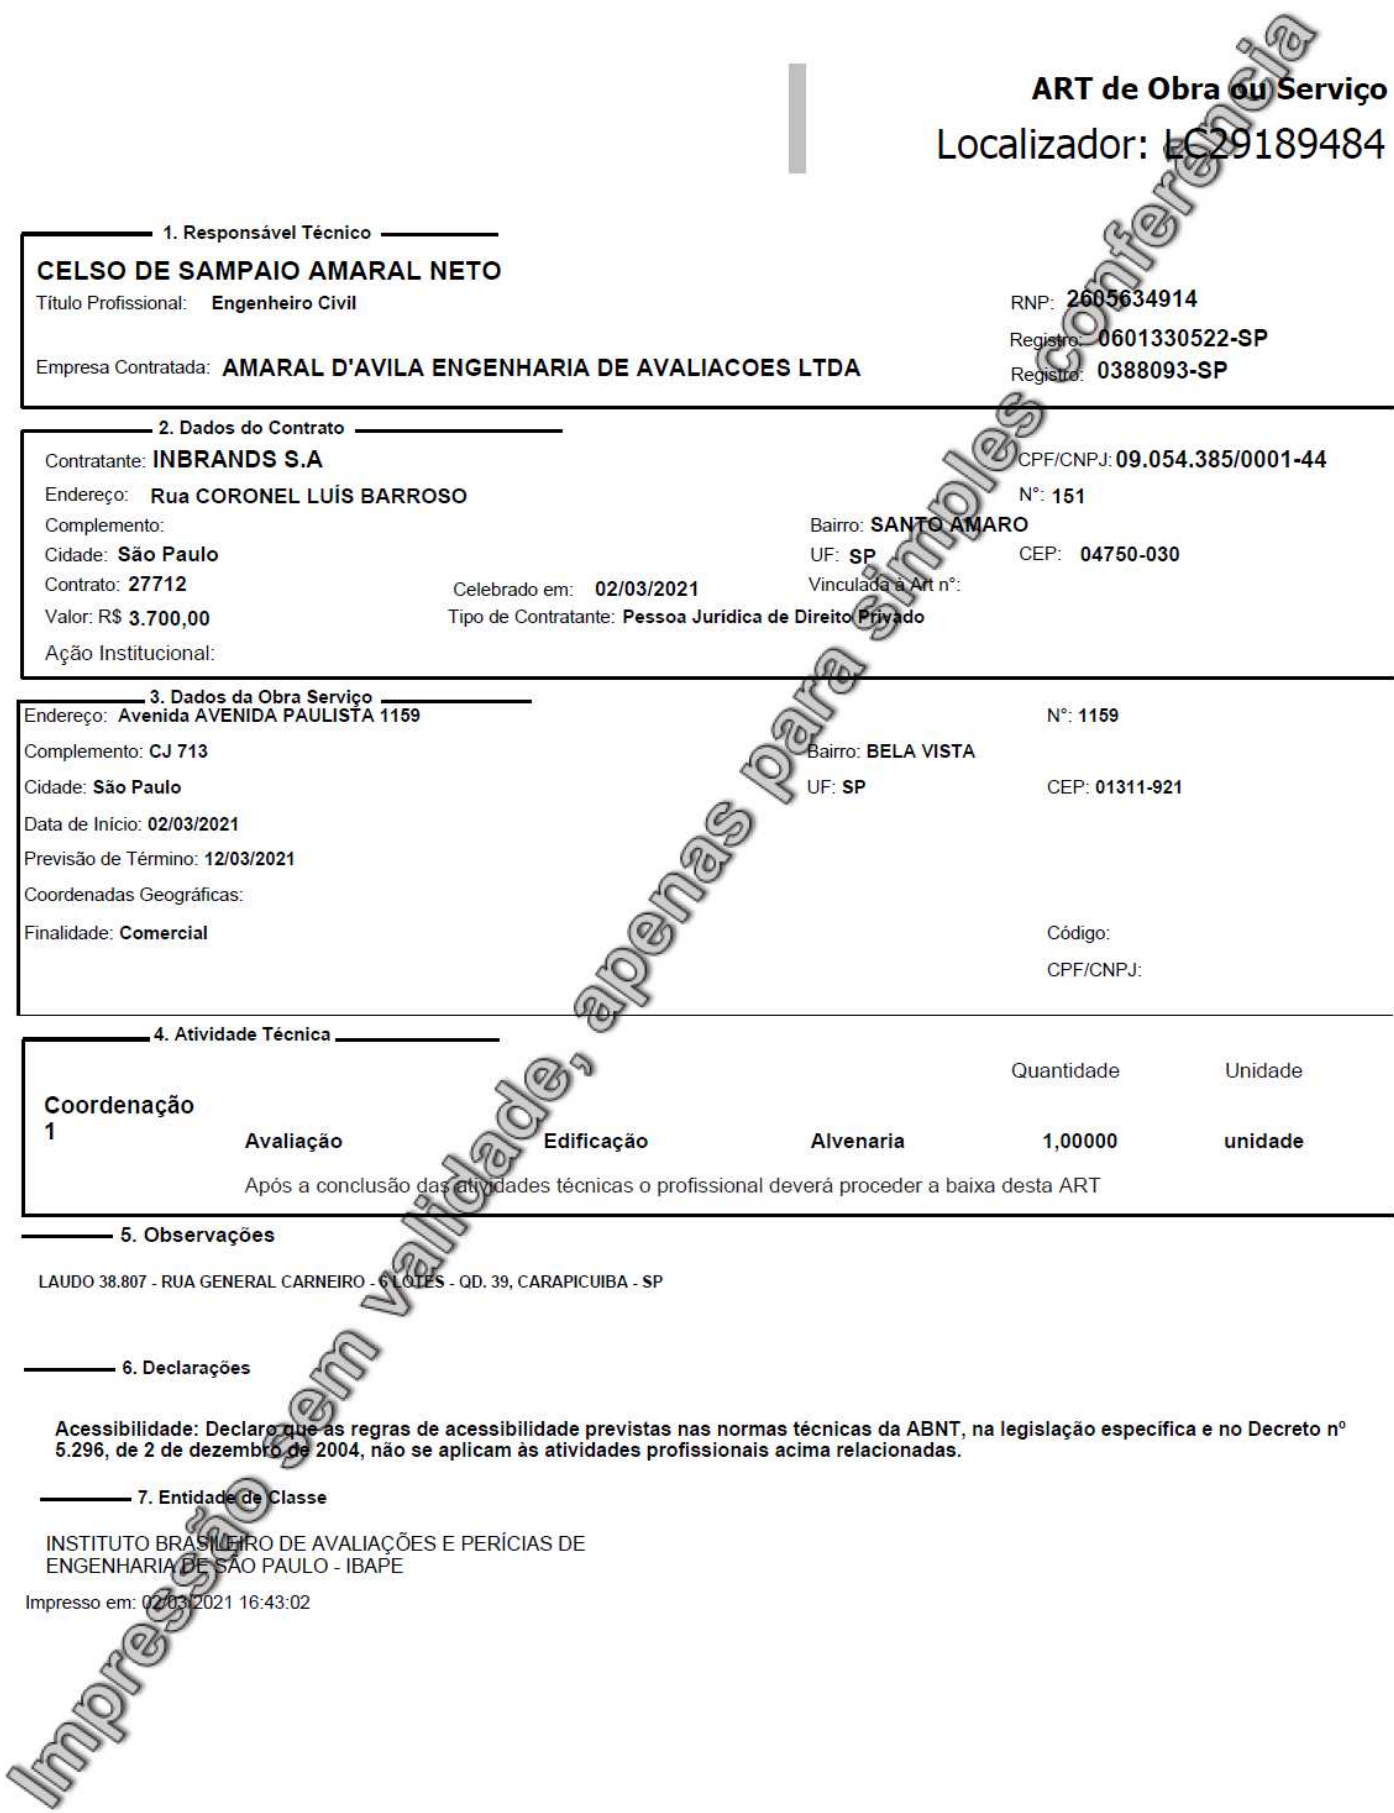 ART de Obra ou Serviço
Localizador: LC29189484
1. Responsável Técnico
CELSO DE SAMPAIO AMARAL NETO
Título Profissional: Engenheiro Civil
RNP: 2605634914
Registro: 0601330522-SP
Empresa Contratada: AMARAL D'AVILA ENGENHARIA DE AVALIACOES LTDA
Registro: 0388093-SP
2. Dados do Contrato
Contratante: INBRANDS S.A CPF/CNPJ: 09.054.385/0001-44
Endereço: Rua CORONEL LUÍS BARROSO N°: 151
Complemento: Bairro: SANTO AMARO
Cidade: São Paulo UF: SP CEP: 04750-030
Contrato: 27712 Celebrado em: 02/03/2021 Vinculada à Art n°:
Valor: R$ 3.700,00 Tipo de Contratante: Pessoa Jurídica de Direito Privado
Ação Institucional:
3. Dados da Obra Serviço
Endereço: Avenida AVENIDA PAULISTA 1159 N°: 1159
Complemento: CJ 713 Bairro: BELA VISTA
Cidade: São Paulo UF: SP CEP: 01311-921
Data de Início: 02/03/2021
Previsão de Término: 12/03/2021
Coordenadas Geográficas:
Finalidade: Comercial Código:
CPF/CNPJ:
4. Atividade Técnica
Quantidade Unidade
Coordenação
1
Avaliação Edificação Alvenaria 1,00000 unidade
Após a conclusão das atividades técnicas o profissional deverá proceder a baixa desta ART
5. Observações
LAUDO 38.807 - RUA GENERAL CARNEIRO - 6 LOTES - QD. 39, CARAPICUIBA - SP
6. Declarações
Acessibilidade: Declaro que as regras de acessibilidade previstas nas normas técnicas da ABNT, na legislação específica e no Decreto nº
5.296, de 2 de dezembro de 2004, não se aplicam às atividades profissionais acima relacionadas.
7. Entidade de Classe
INSTITUTO BRASILEIRO DE AVALIAÇÕES E PERÍCIAS DE
ENGENHARIA DE SÃO PAULO - IBAPE
Impresso em: 02/03/2021 16:43:02
Impressão sem validade, apenas para simples conferência